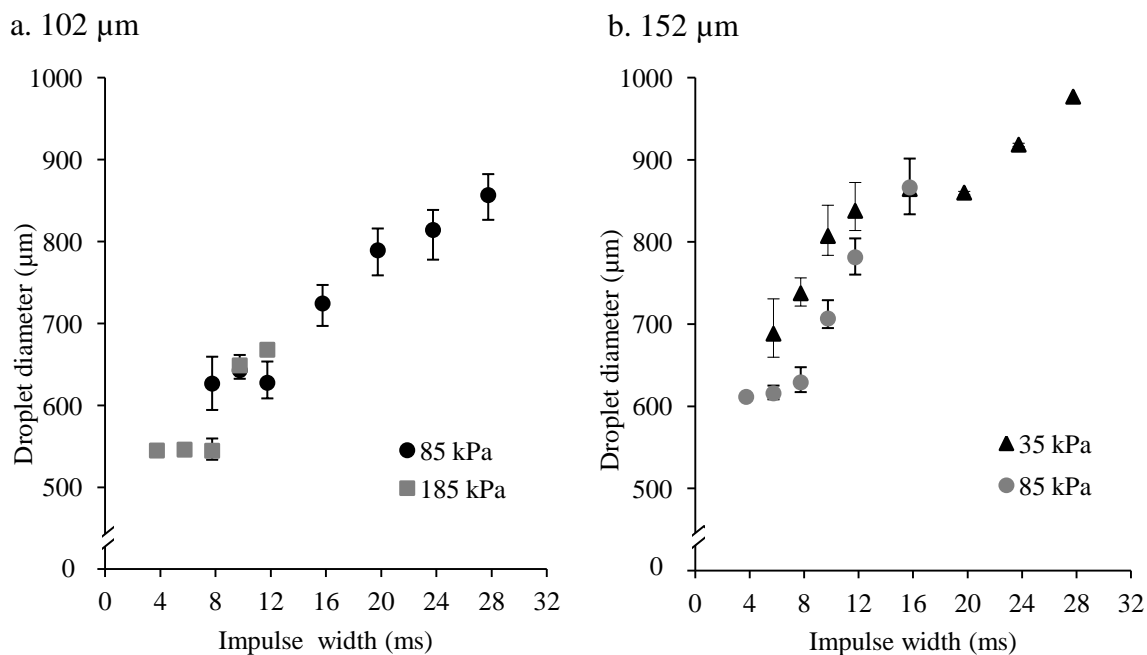 a. 102 µm
1000
900
800
700
600
500
0
Droplet diameter (µm)
0 4 8 12 16 20 24 28 32
Impulse width (ms)
85 kPa
185 kPa
b. 152 µm
1000
900
800
700
600
500
0
Droplet diameter (µm)
0 4 8 12 16 20 24 28 32
Impulse width (ms)
35 kPa
85 kPa